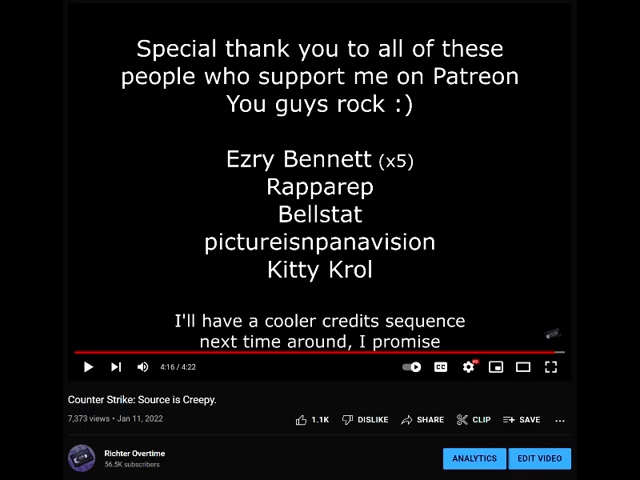 Special thank you to all of these
people who support me on Patreon
You guys rock :)
Ezry Bennett (x5)
Rapparep
Bellstat
pictureisnpanavision
Kitty Krol
I'll have a cooler credits sequence
next time around, I promise
4:16 / 4:22
CC
HD
Counter Strike: Source is Creepy.
7,373 views • Jan 11, 2022
1.1K DISLIKE SHARE CLIP SAVE ...
Richter Overtime
56.5K subscribers
ANALYTICS EDIT VIDEO